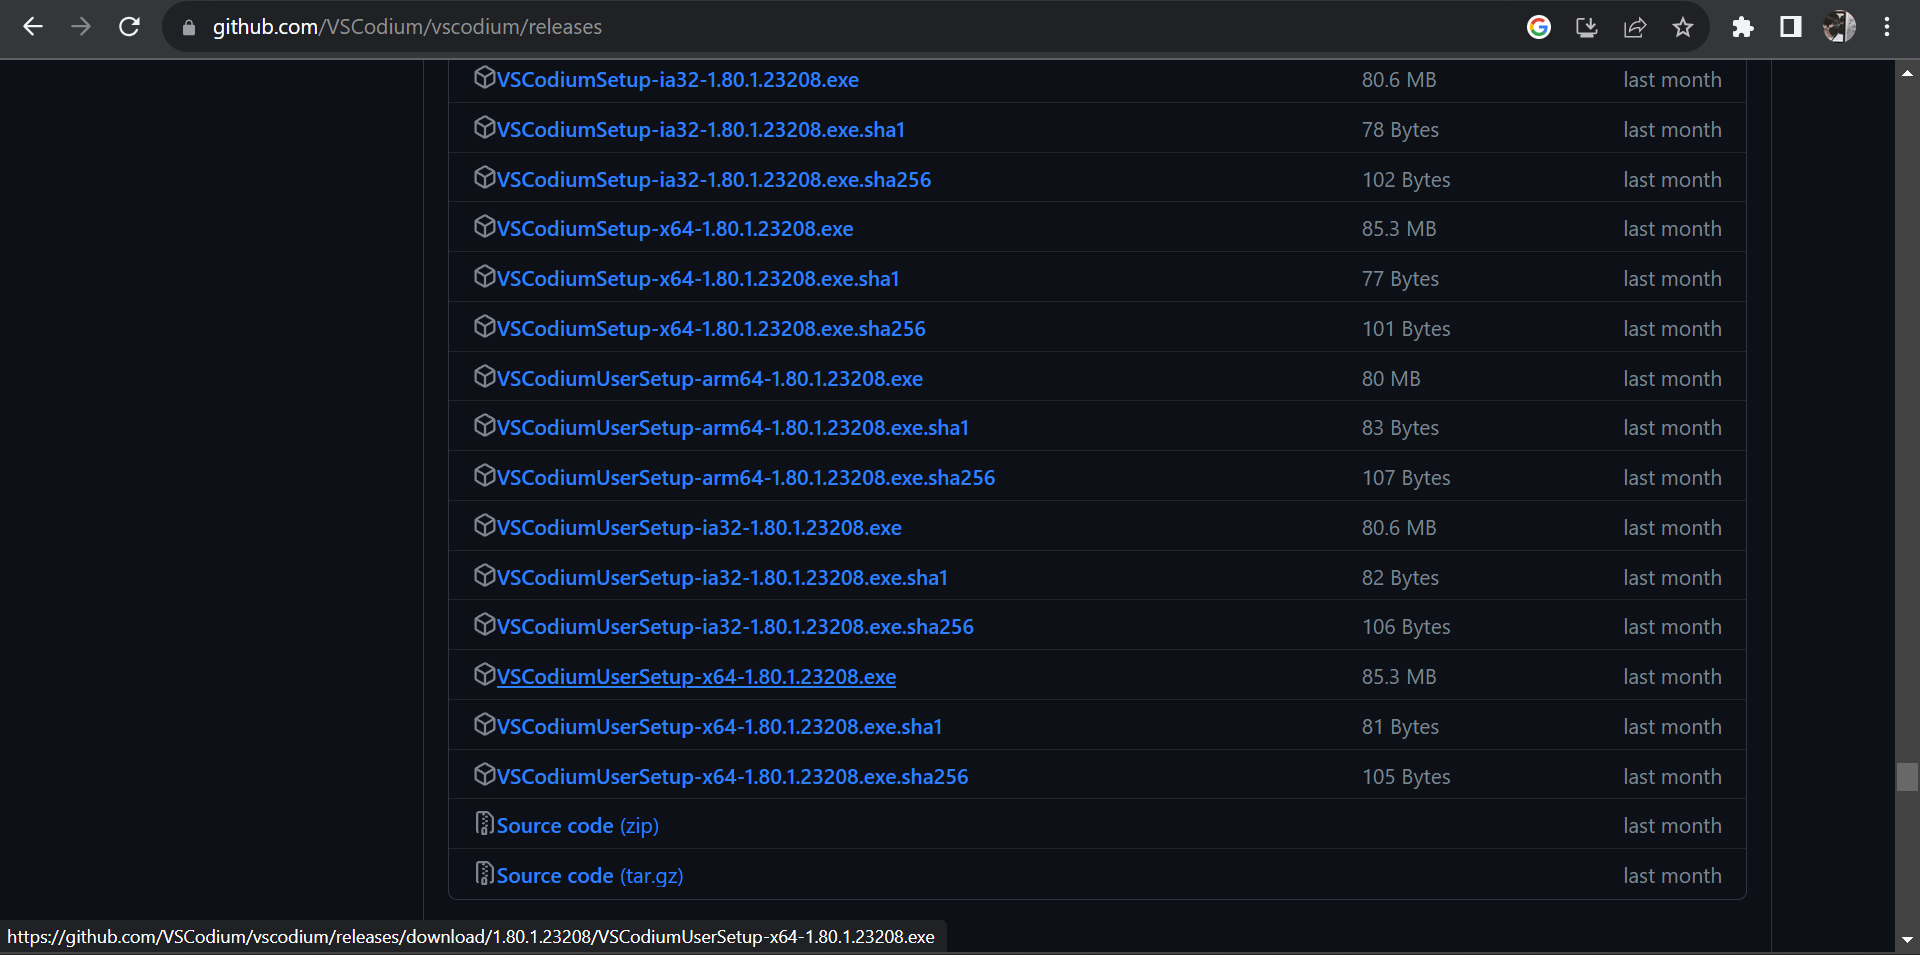 github.com/VSCodium/vscodium/releases
VSCodiumSetup-ia32-1.80.1.23208.exe 80.6 MB last month
VSCodiumSetup-ia32-1.80.1.23208.exe.sha1 78 Bytes last month
VSCodiumSetup-ia32-1.80.1.23208.exe.sha256 102 Bytes last month
VSCodiumSetup-x64-1.80.1.23208.exe 85.3 MB last month
VSCodiumSetup-x64-1.80.1.23208.exe.sha1 77 Bytes last month
VSCodiumSetup-x64-1.80.1.23208.exe.sha256 101 Bytes last month
VSCodiumUserSetup-arm64-1.80.1.23208.exe 80 MB last month
VSCodiumUserSetup-arm64-1.80.1.23208.exe.sha1 83 Bytes last month
VSCodiumUserSetup-arm64-1.80.1.23208.exe.sha256 107 Bytes last month
VSCodiumUserSetup-ia32-1.80.1.23208.exe 80.6 MB last month
VSCodiumUserSetup-ia32-1.80.1.23208.exe.sha1 82 Bytes last month
VSCodiumUserSetup-ia32-1.80.1.23208.exe.sha256 106 Bytes last month
VSCodiumUserSetup-x64-1.80.1.23208.exe 85.3 MB last month
VSCodiumUserSetup-x64-1.80.1.23208.exe.sha1 81 Bytes last month
VSCodiumUserSetup-x64-1.80.1.23208.exe.sha256 105 Bytes last month
Source code (zip) last month
Source code (tar.gz) last month
https://github.com/VSCodium/vscodium/releases/download/1.80.1.23208/VSCodiumUserSetup-x64-1.80.1.23208.exe